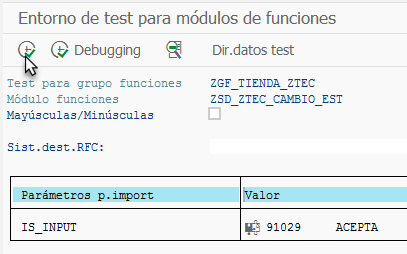 Entorno de test para módulos de funciones
Debugging Dir.datos test
Test para grupo funciones ZGF_TIENDA_ZTEC
Módulo funciones ZSD_ZTEC_CAMBIO_EST
Mayúsculas/Minúsculas
Sist.dest.RFC:
Parámetros p.import Valor
IS_INPUT 91029 ACEPTA